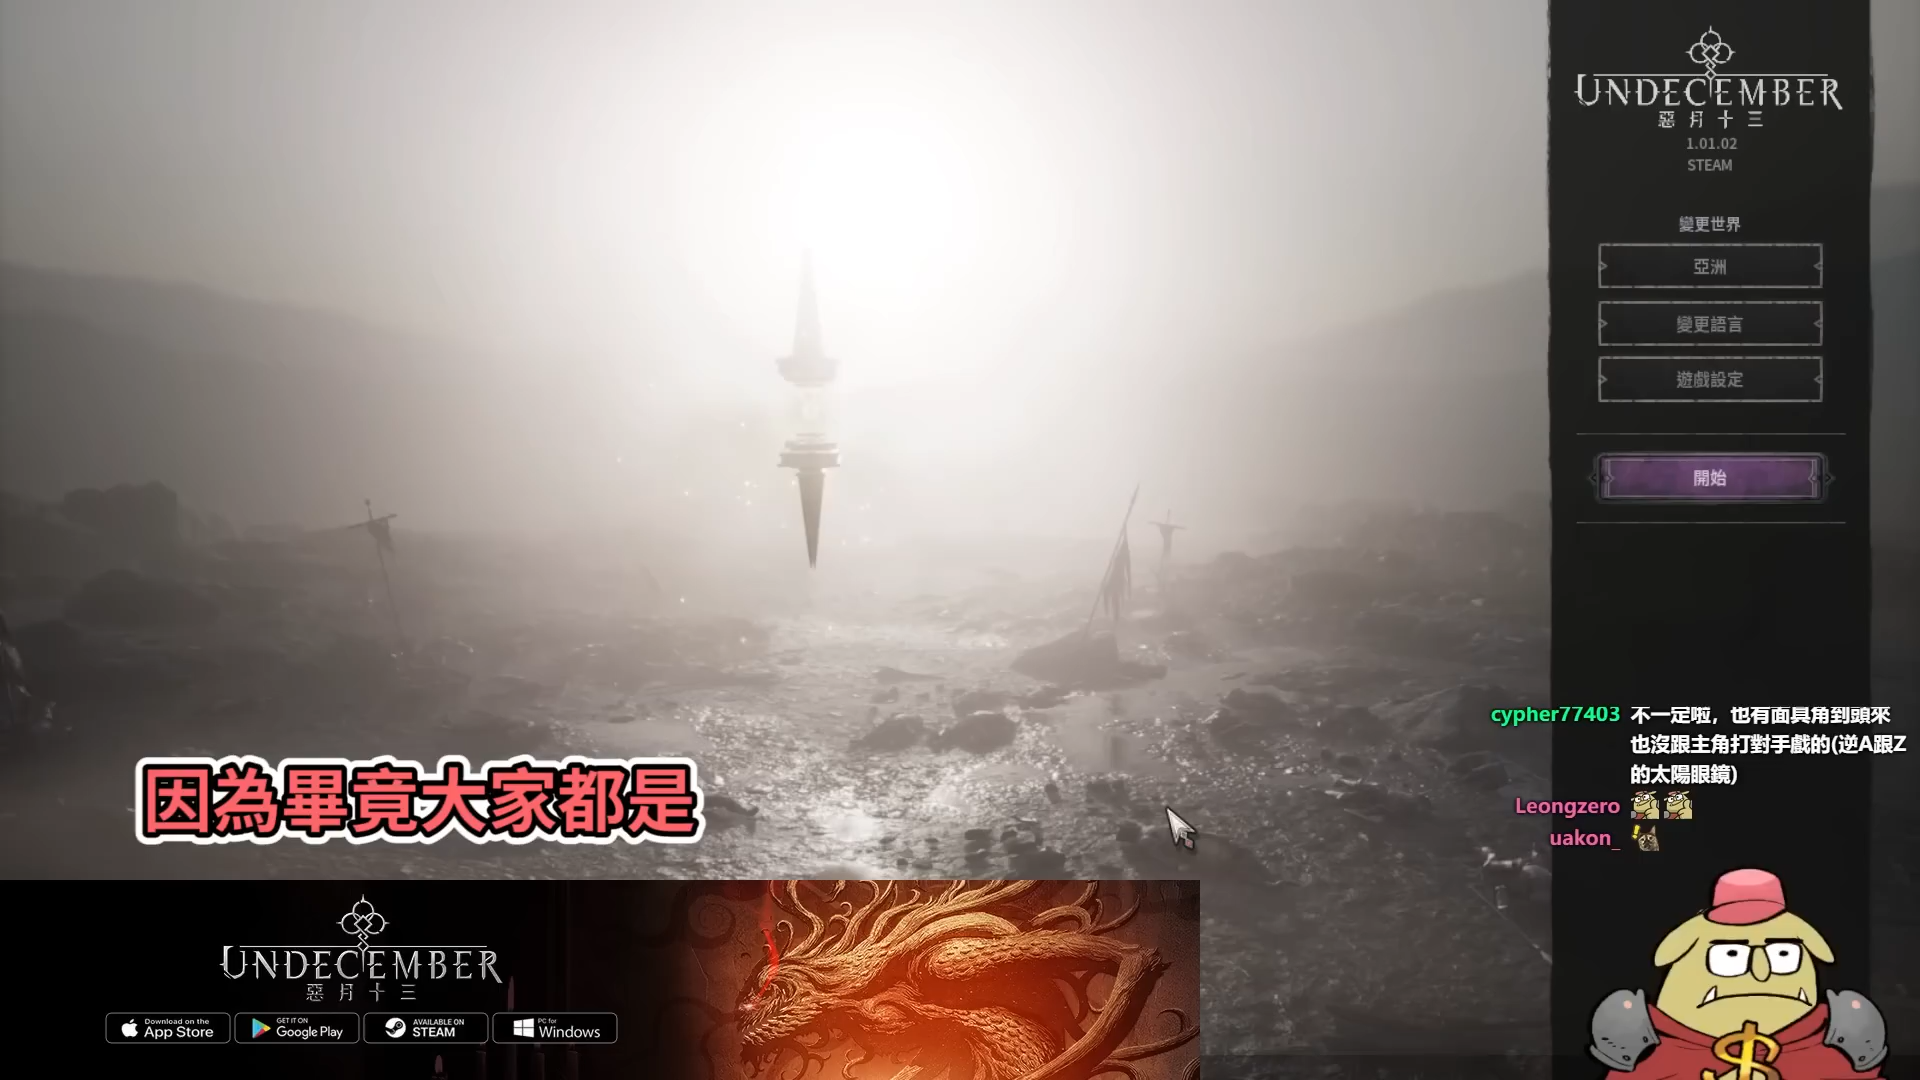 UNDECEMBER
惡月十三
1.01.02
STEAM
變更世界
亞洲
變更語言
遊戲設定
開始
cypher77403 不一定啦，也有面具角到頭來
也沒跟主角打對手戲的(逆A跟Z
的太陽眼鏡)
Leongzero
uakon_
因為畢竟大家都是
UNDECEMBER
惡月十三
Download on the
App Store
GET IT ON
Google Play
AVAILABLE ON
STEAM
PC for
Windows